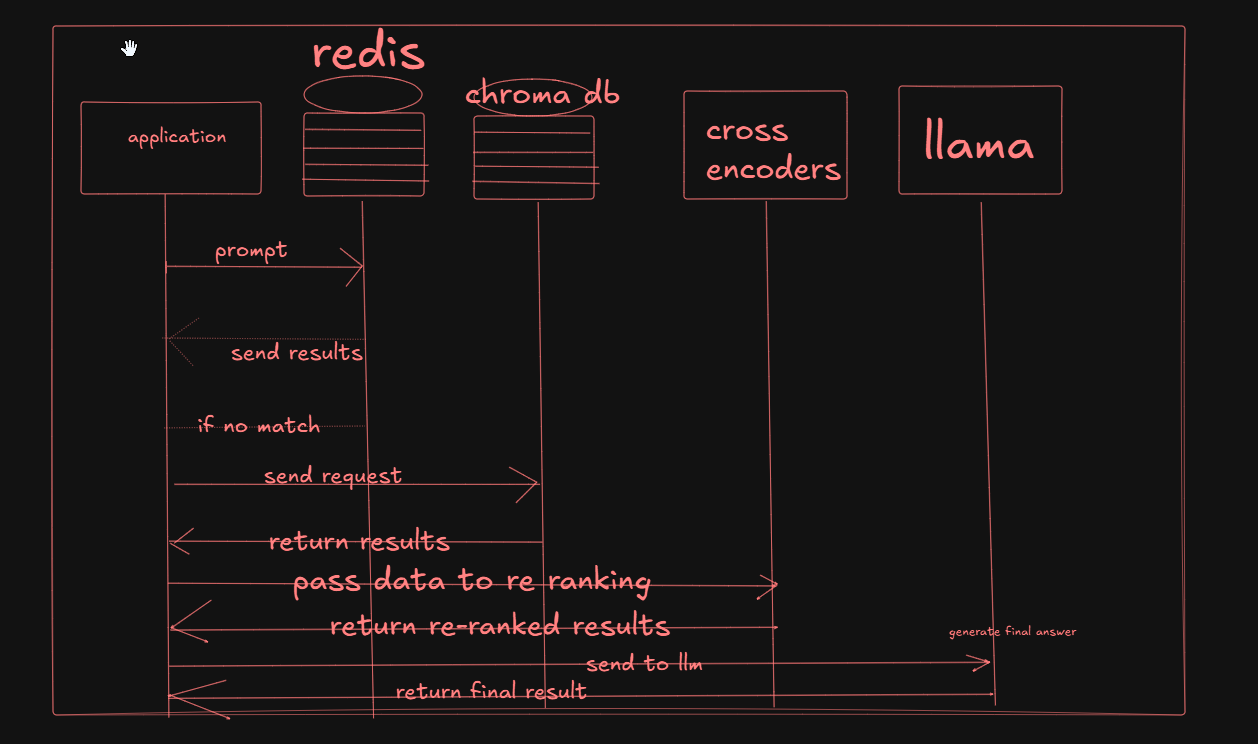 redis
chroma db
application
cross
encoders
llama
prompt
send results
if no match
send request
return results
pass data to re ranking
return re-ranked results
generate final answer
send to llm
return final result